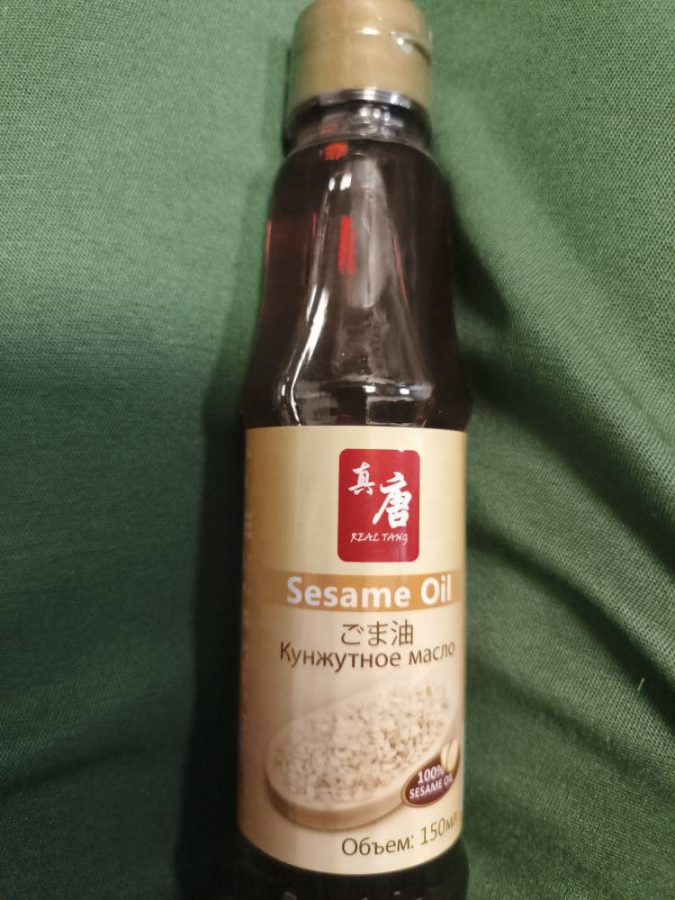 真唐
REAL TANG
Sesame Oil
ごま油
Кунжутное масло
100%
SESAME OIL
Объем: 150мл